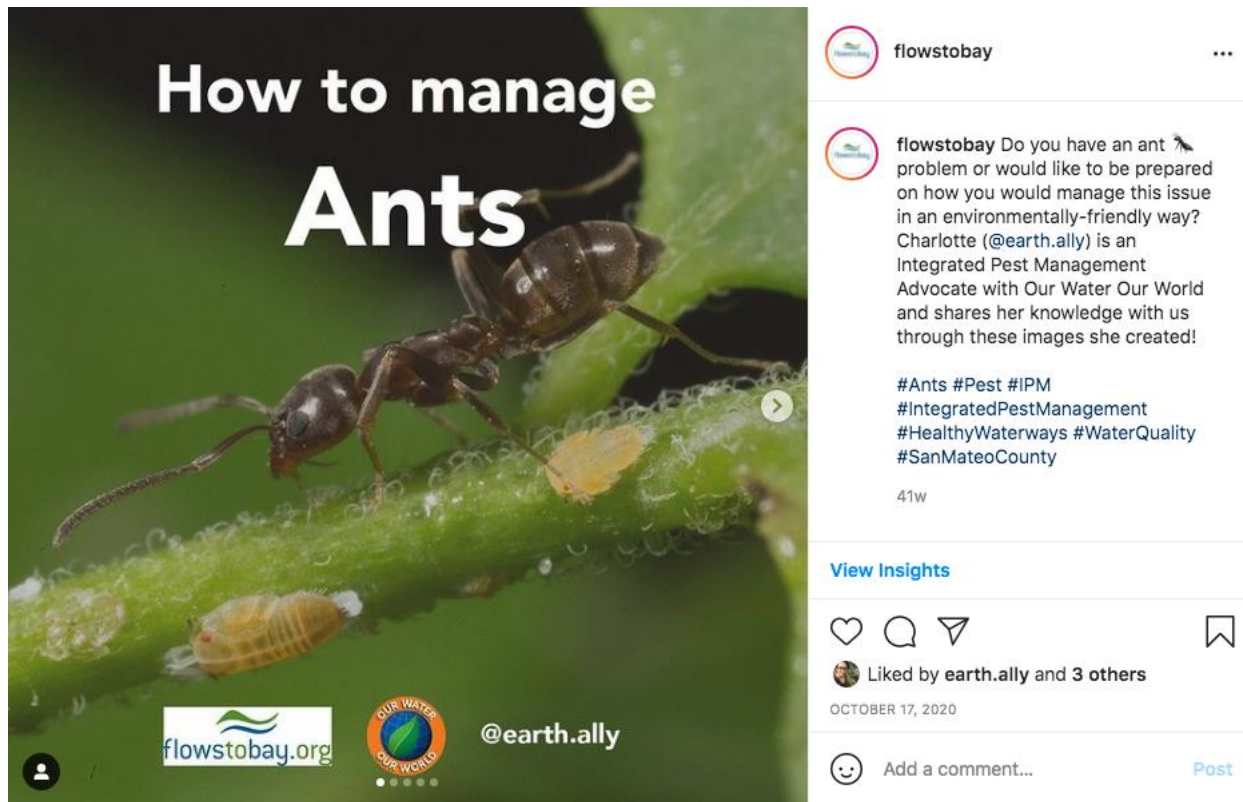 How to manage
Ants
flowstobay.org
OUR WATER
OUR WORLD
@earth.ally
flowstobay
flowstobay Do you have an ant 🐜
problem or would like to be prepared
on how you would manage this issue
in an environmentally-friendly way?
Charlotte (@earth.ally) is an
Integrated Pest Management
Advocate with Our Water Our World
and shares her knowledge with us
through these images she created!
#Ants #Pest #IPM
#IntegratedPestManagement
#HealthyWaterways #WaterQuality
#SanMateoCounty
41w
View Insights
Liked by earth.ally and 3 others
OCTOBER 17, 2020
Add a comment...
Post